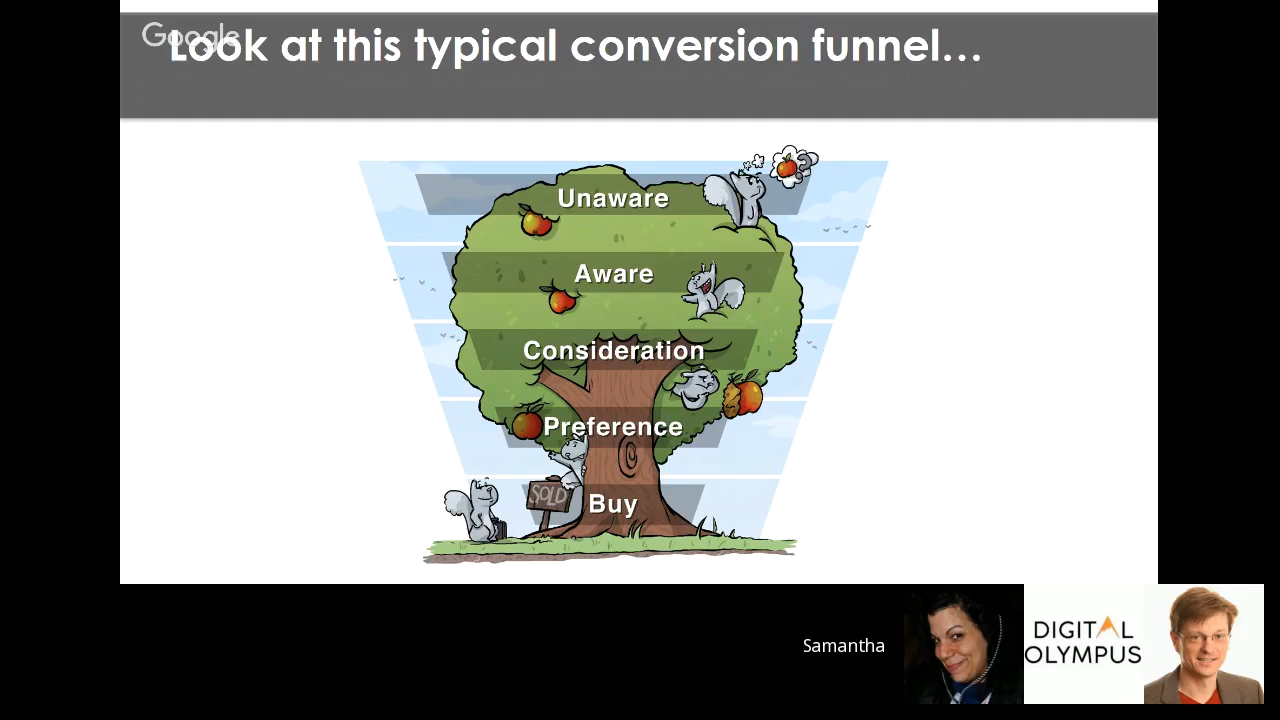 Google
Look at this typical conversion funnel...
?
Unaware
Aware
Consideration
Preference
SOLD
Buy
Samantha
DIGITAL
OLYMPUS